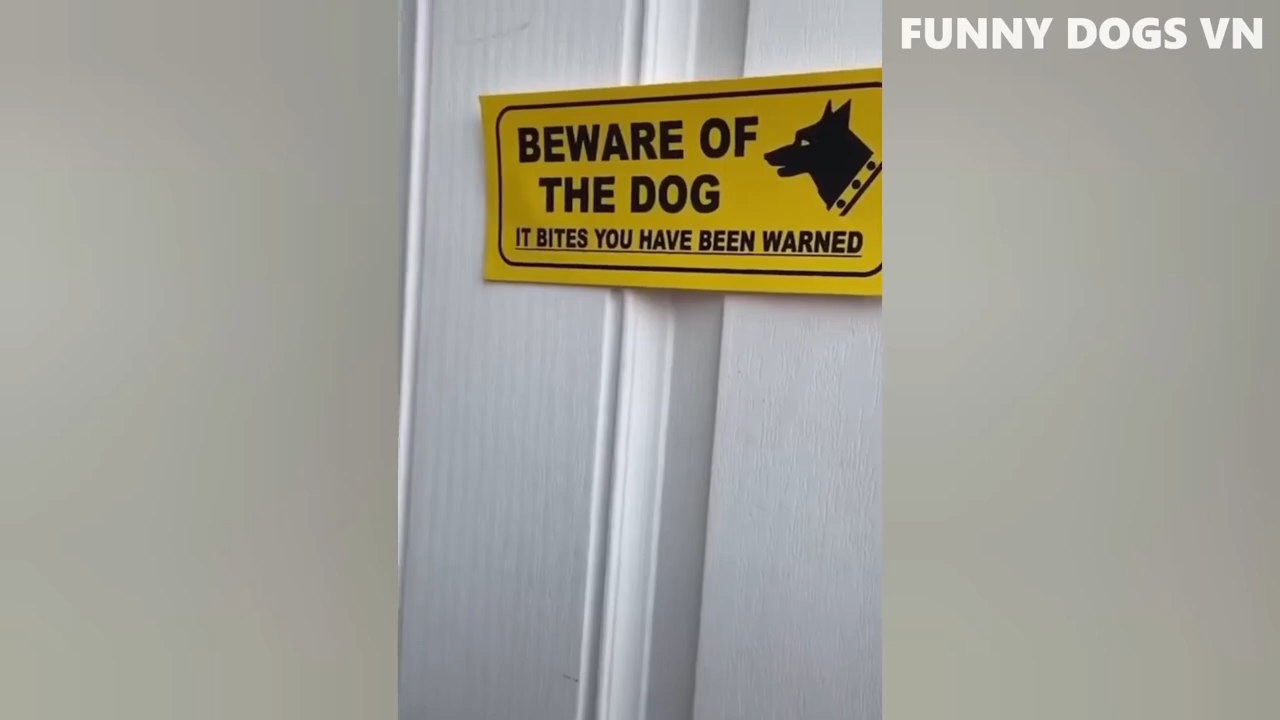 FUNNY DOGS VN
BEWARE OF
THE DOG
IT BITES YOU HAVE BEEN WARNED